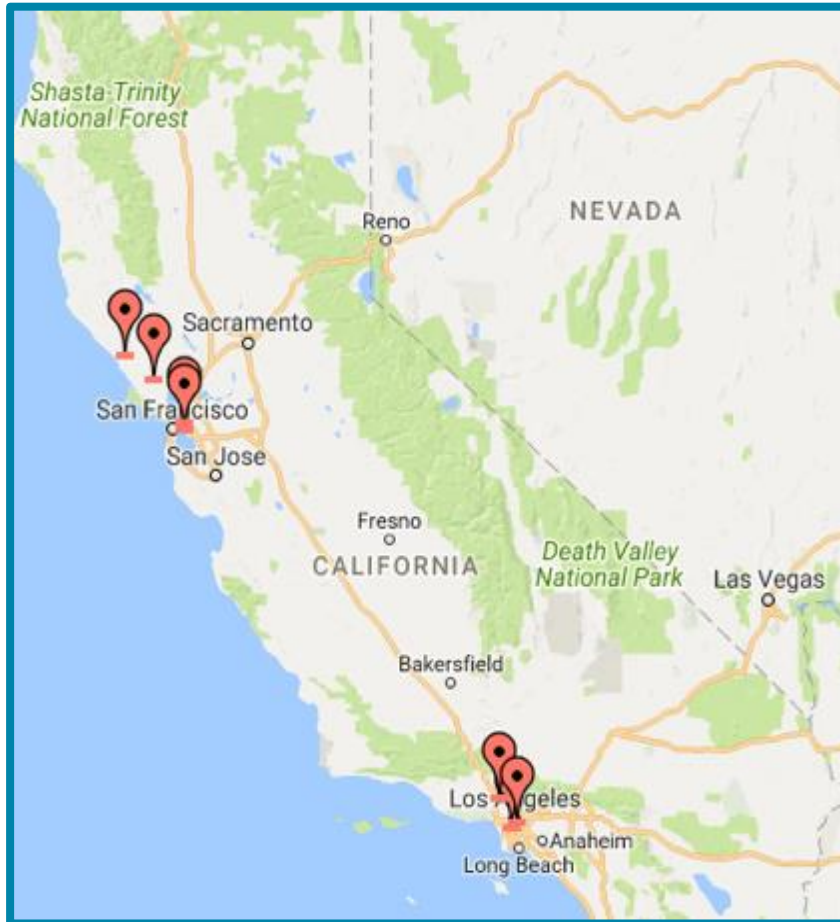 Shasta-Trinity
National Forest
Reno
NEVADA
Sacramento
San Francisco
San Jose
Fresno
CALIFORNIA
Death Valley
National Park
Las Vegas
Bakersfield
Los Angeles
Anaheim
Long Beach